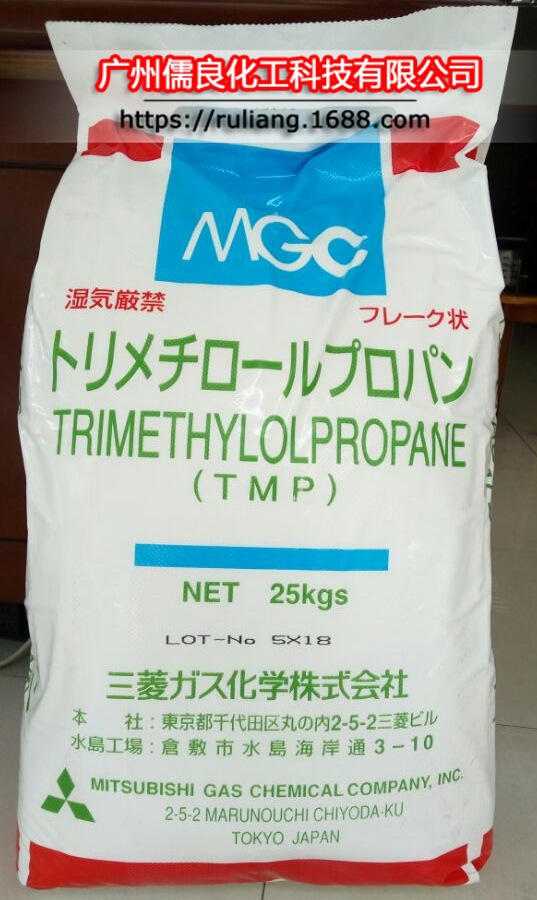 广州儒良化工科技有限公司
https://ruliang.1688.com/
MGC
湿気厳禁
フレーク状
トリメチロールプロパン
TRIMETHYLOLPROPANE
(TMP)
NET 25kgs
LOT-No 5X18
三菱ガス化学株式会社
本 社:東京都千代田区丸の内2-5-2三菱ビル
水島工場:倉敷市水島海岸通3-10
MITSUBISHI GAS CHEMICAL COMPANY, INC.
2-5-2 MARUNOUCHI CHIYODA-KU
TOKYO JAPAN